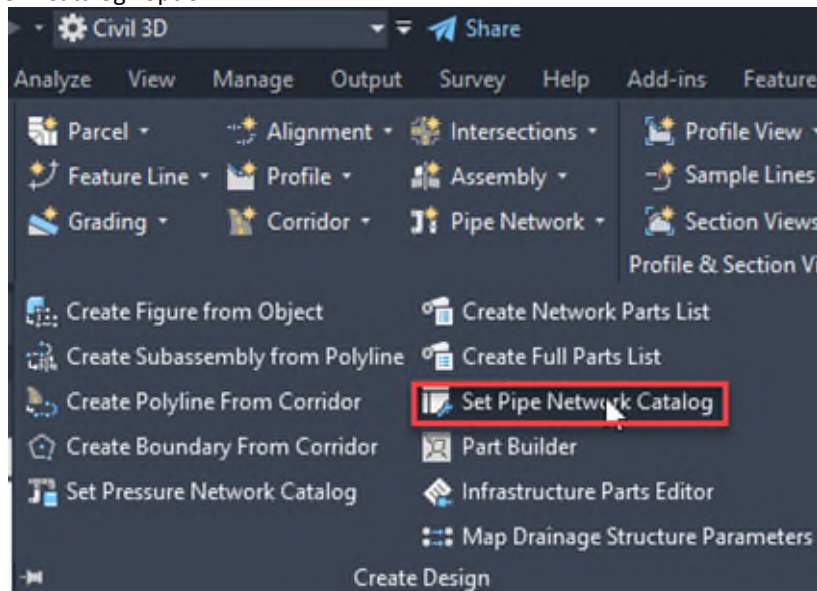 Civil 3D Share
Analyze View Manage Output Survey Help Add-ins Feature
Parcel Alignment Intersections Profile View
Feature Line Profile Assembly Sample Lines
Grading Corridor Pipe Network Section Views
Profile & Section Vi
Create Figure from Object Create Network Parts List
Create Subassembly from Polyline Create Full Parts List
Create Polyline From Corridor Set Pipe Network Catalog
Create Boundary From Corridor Part Builder
Set Pressure Network Catalog Infrastructure Parts Editor
Map Drainage Structure Parameters
Create Design